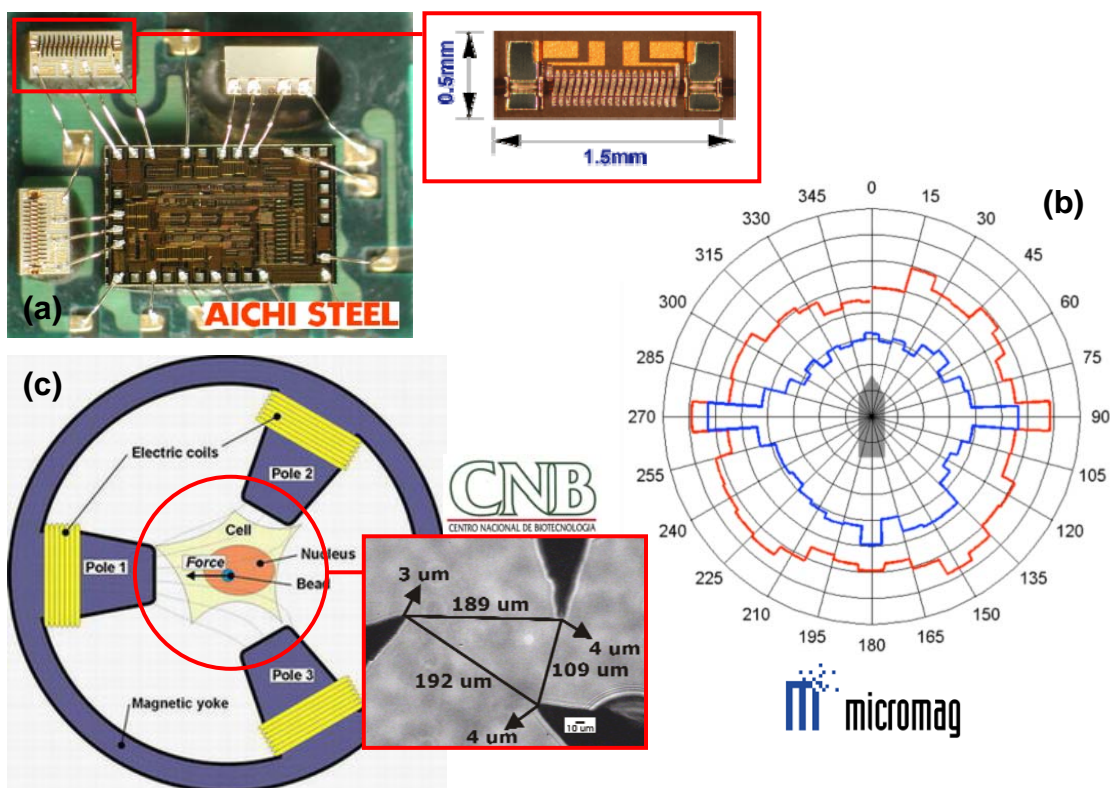 0.5mm
1.5mm
(a)
AICHI STEEL
(b)
0
15
30
45
60
75
90
105
120
135
150
165
180
195
210
225
240
255
270
285
300
315
330
345
micromag
(c)
Electric coils
Pole 2
Cell
Nucleus
Pole 1
Force
Bead
Pole 3
Magnetic yoke
CNB
CENTRO NACIONAL DE BIOTECNOLOGIA
3 um
189 um
4 um
109 um
192 um
4 um
10 um